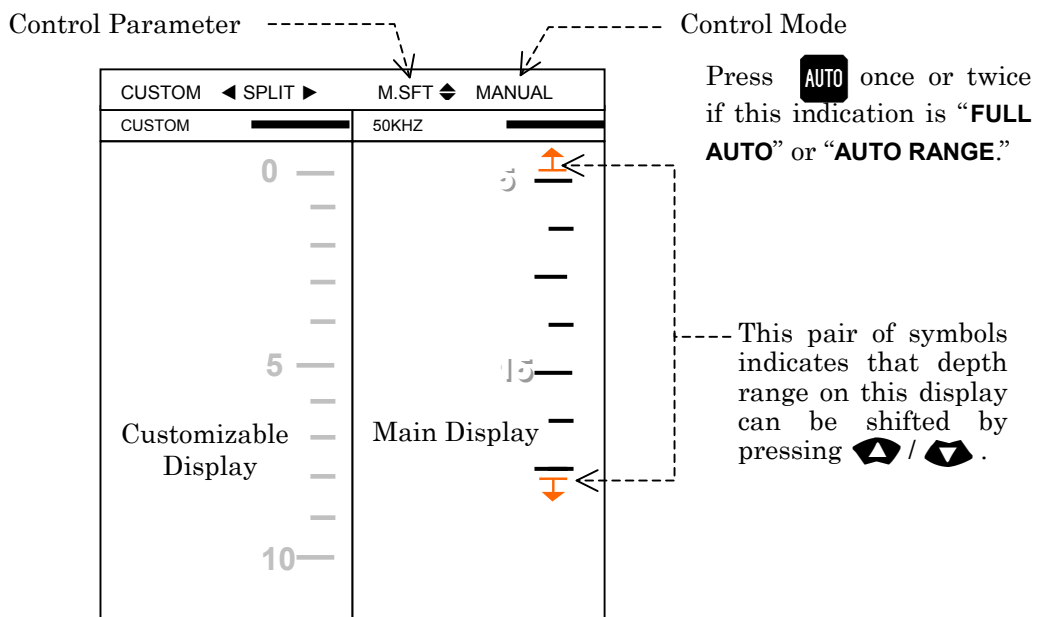 Control Parameter
Control Mode
CUSTOM ◄ SPLIT ► M.SFT MANUAL
CUSTOM 50KHZ
Press AUTO once or twice
if this indication is “FULL
AUTO” or “AUTO RANGE.”
0
5
5
15
10
Customizable
Display
Main Display
This pair of symbols
indicates that depth
range on this display
can be shifted by
pressing / .